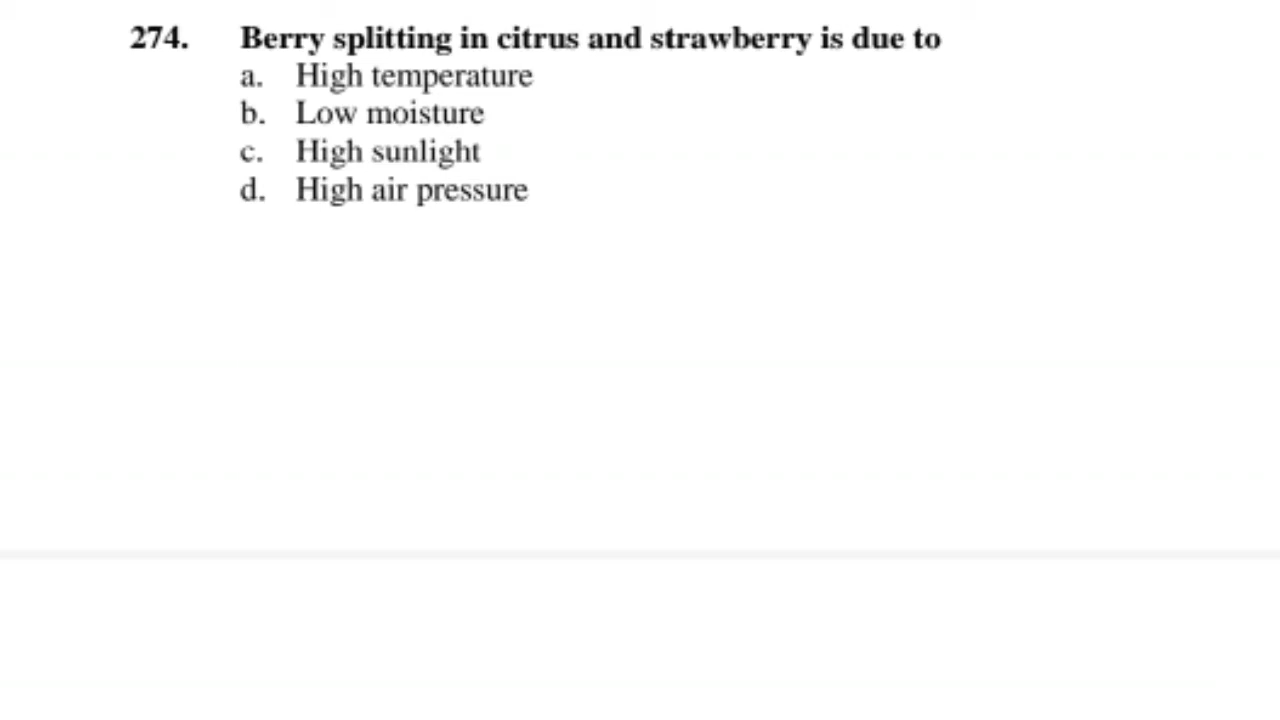 274. Berry splitting in citrus and strawberry is due to
a. High temperature
b. Low moisture
c. High sunlight
d. High air pressure